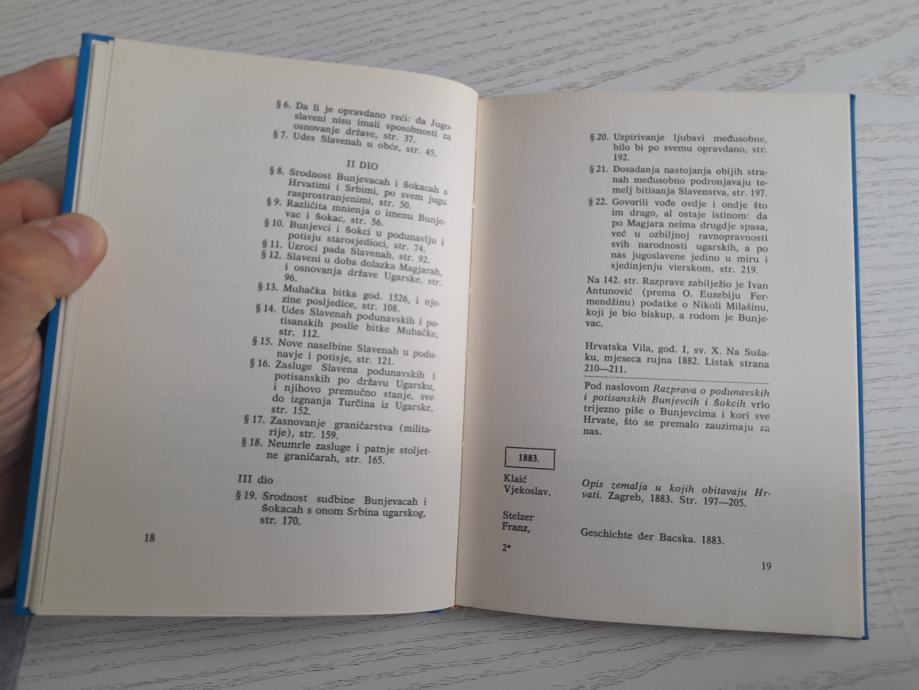 § 6. Da li je opravdano reći: da Jugo-
slaveni nisu imali sposobnosti za
osnovanje države, str. 37.
§ 7. Udes Slavenah u obće, str. 45.
II DIO
§ 8. Srodnost Bunjevacah i Šokacah s
Hrvatimi i Srbimi, po svem jugu
rasprostranjenimi, str. 50.
§ 9. Različita mnienja o imenu Bunje-
vac i Šokac, str. 56.
§ 10. Bunjevci i Šokci u podunavlju i
potisju starosjedioci, str. 74.
§ 11. Uzroci pada Slavenah, str. 92.
§ 12. Slaveni u doba dolazka Magjarah,
i osnovanja države Ugarske, str.
96.
§ 13. Muhačka bitka god. 1526, i nje-
zine posljedice, str. 108.
§ 14. Udes Slavenah podunavskih i po-
tisanskih poslie bitke Muhačke,
str. 112.
§ 15. Nove naselbine Slavenah u podu-
navje i potisje, str. 121.
§ 16. Zasluge Slavena podunavskih i
potisanskih po državu Ugarsku,
i njihovo premučno stanje, sve
do izgnanja Turčina iz Ugarske,
str. 152.
§ 17. Zasnovanje graničarstva (milita-
rije), str. 159.
§ 18. Neumrle zasluge i patnje stoljet-
ne graničarah, str. 165.
III dio
§ 19. Srodnost sudbine Bunjevacah i
Šokacah s onom Srbina ugarskog,
str. 170.
18
§ 20. Uzpirivanje ljubavi međusobne,
bilo bi po svemu opravdano, str.
192.
§ 21. Dosadanja nastojanja obijih stra-
nah međusobno podronjavaju te-
melj bitisanja Slavenstva, str. 197.
§ 22. Govorili vođe ovdje i ondje što
im drago, al ostaje istinom: da
po Magjara neima drugdje spasa,
već u ozbiljnoj ravnopravnosti
svih narodnosti ugarskih, a po
nas jugoslavene jedino u miru i
sjedinjenju vierskom, str. 219.
Na 142. str. Razprave zabilježio je Ivan
Antunović (prema O. Euzebiju Fer-
mendžinu) podatke o Nikoli Milašinu,
koji je bio biskup, a rodom je Bunje-
vac.
Hrvatska Vila, god. I, sv. X. Na Suša-
ku, mjeseca rujna 1882. Listak strana
210—211.
Pod naslovom Razprava o podunavskih
i potisanskih Bunjevcih i Šokcih vrlo
trijezno piše o Bunjevcima i kori sve
Hrvate, što se premalo zauzimaju za
nas.
1883.
Klaić
Vjekoslav,
Opis zemalja u kojih obitavaju Hr-
vati. Zagreb, 1883. Str. 197—205.
Stelzer
Franz,
Geschichte der Bacska. 1883.
2*
19